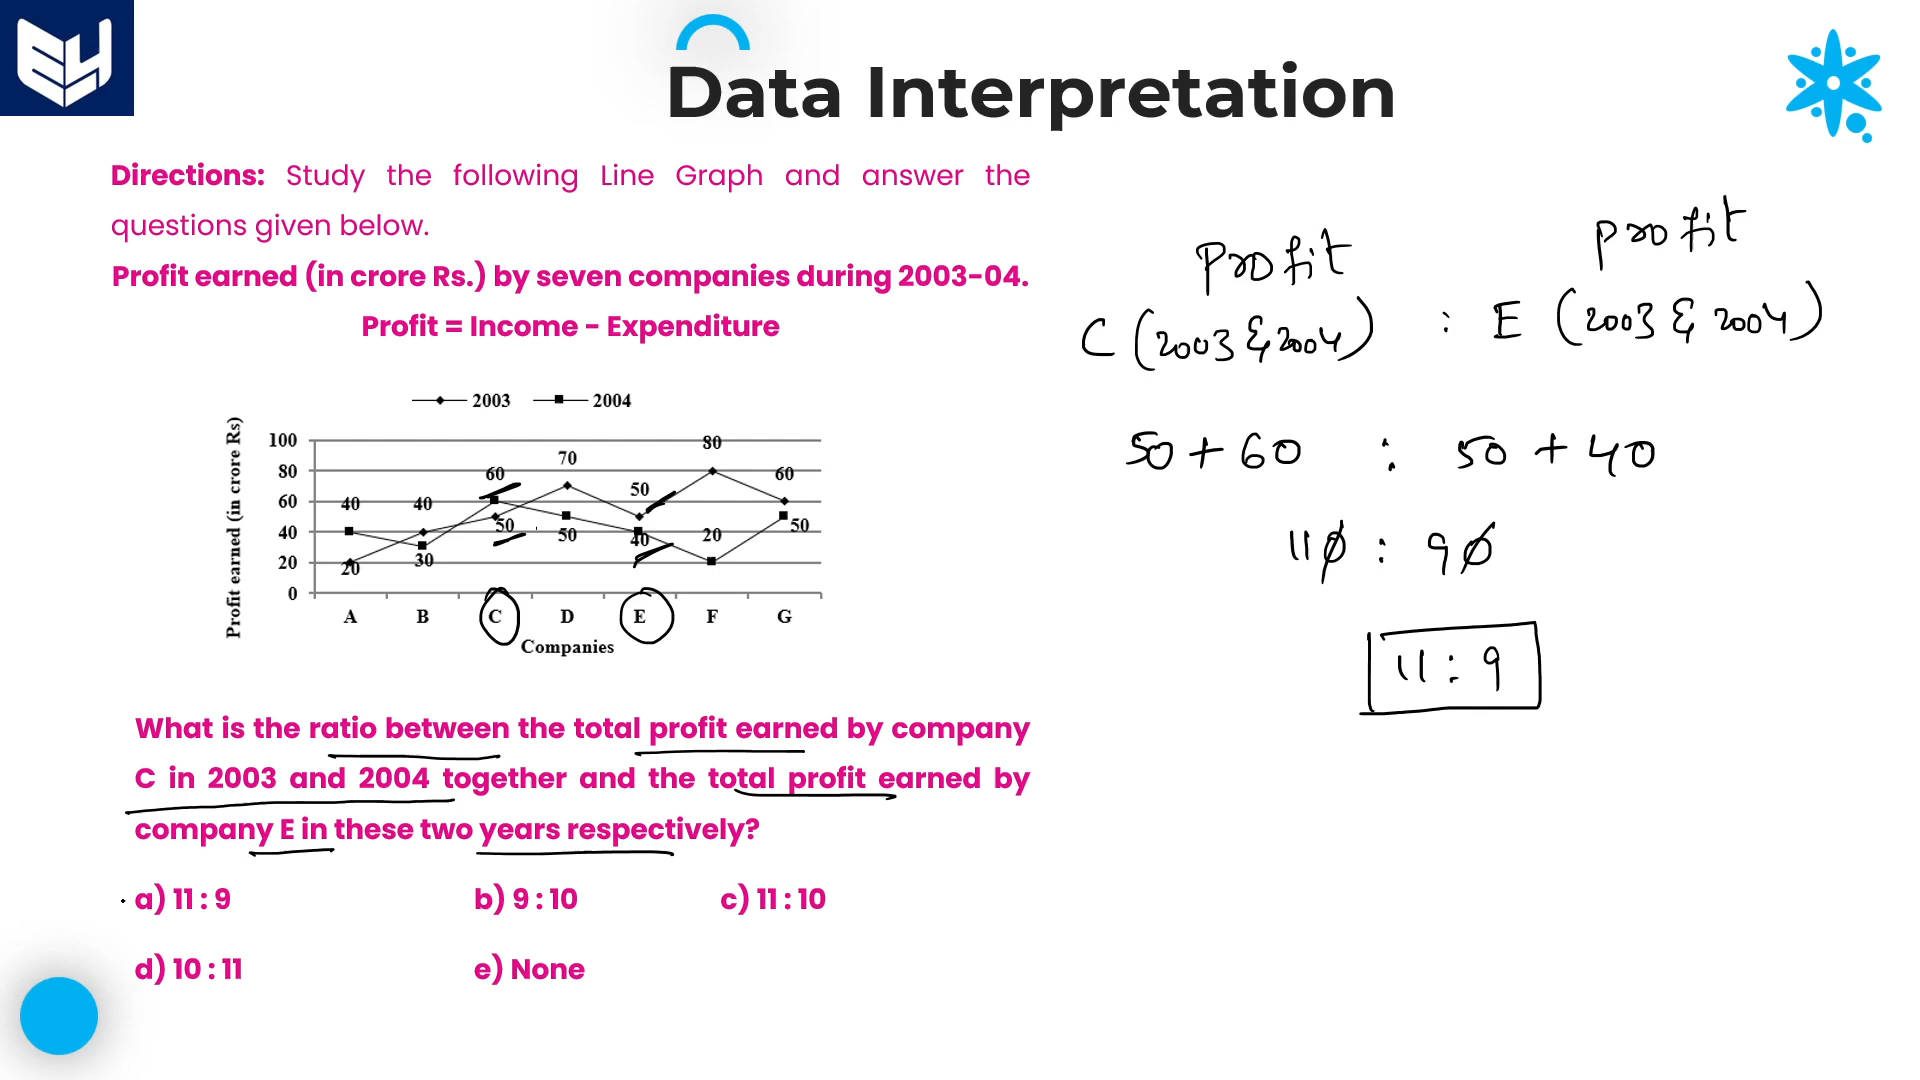 Data Interpretation
Directions: Study the following Line Graph and answer the
questions given below.
Profit earned (in crore Rs.) by seven companies during 2003-04.
Profit = Income - Expenditure
2003 2004
Profit earned (in crore Rs)
100
80
60
40
20
0
40 40 60 70 50 80 60
20 30 50 50 40 20 50
A B C D E F G
Companies
What is the ratio between the total profit earned by company
C in 2003 and 2004 together and the total profit earned by
company E in these two years respectively?
a) 11 : 9 b) 9 : 10 c) 11 : 10
d) 10 : 11 e) None
Profit profit
C (2003 & 2004) : E (2003 & 2004)
50 + 60 : 50 + 40
110 : 90
11 : 9